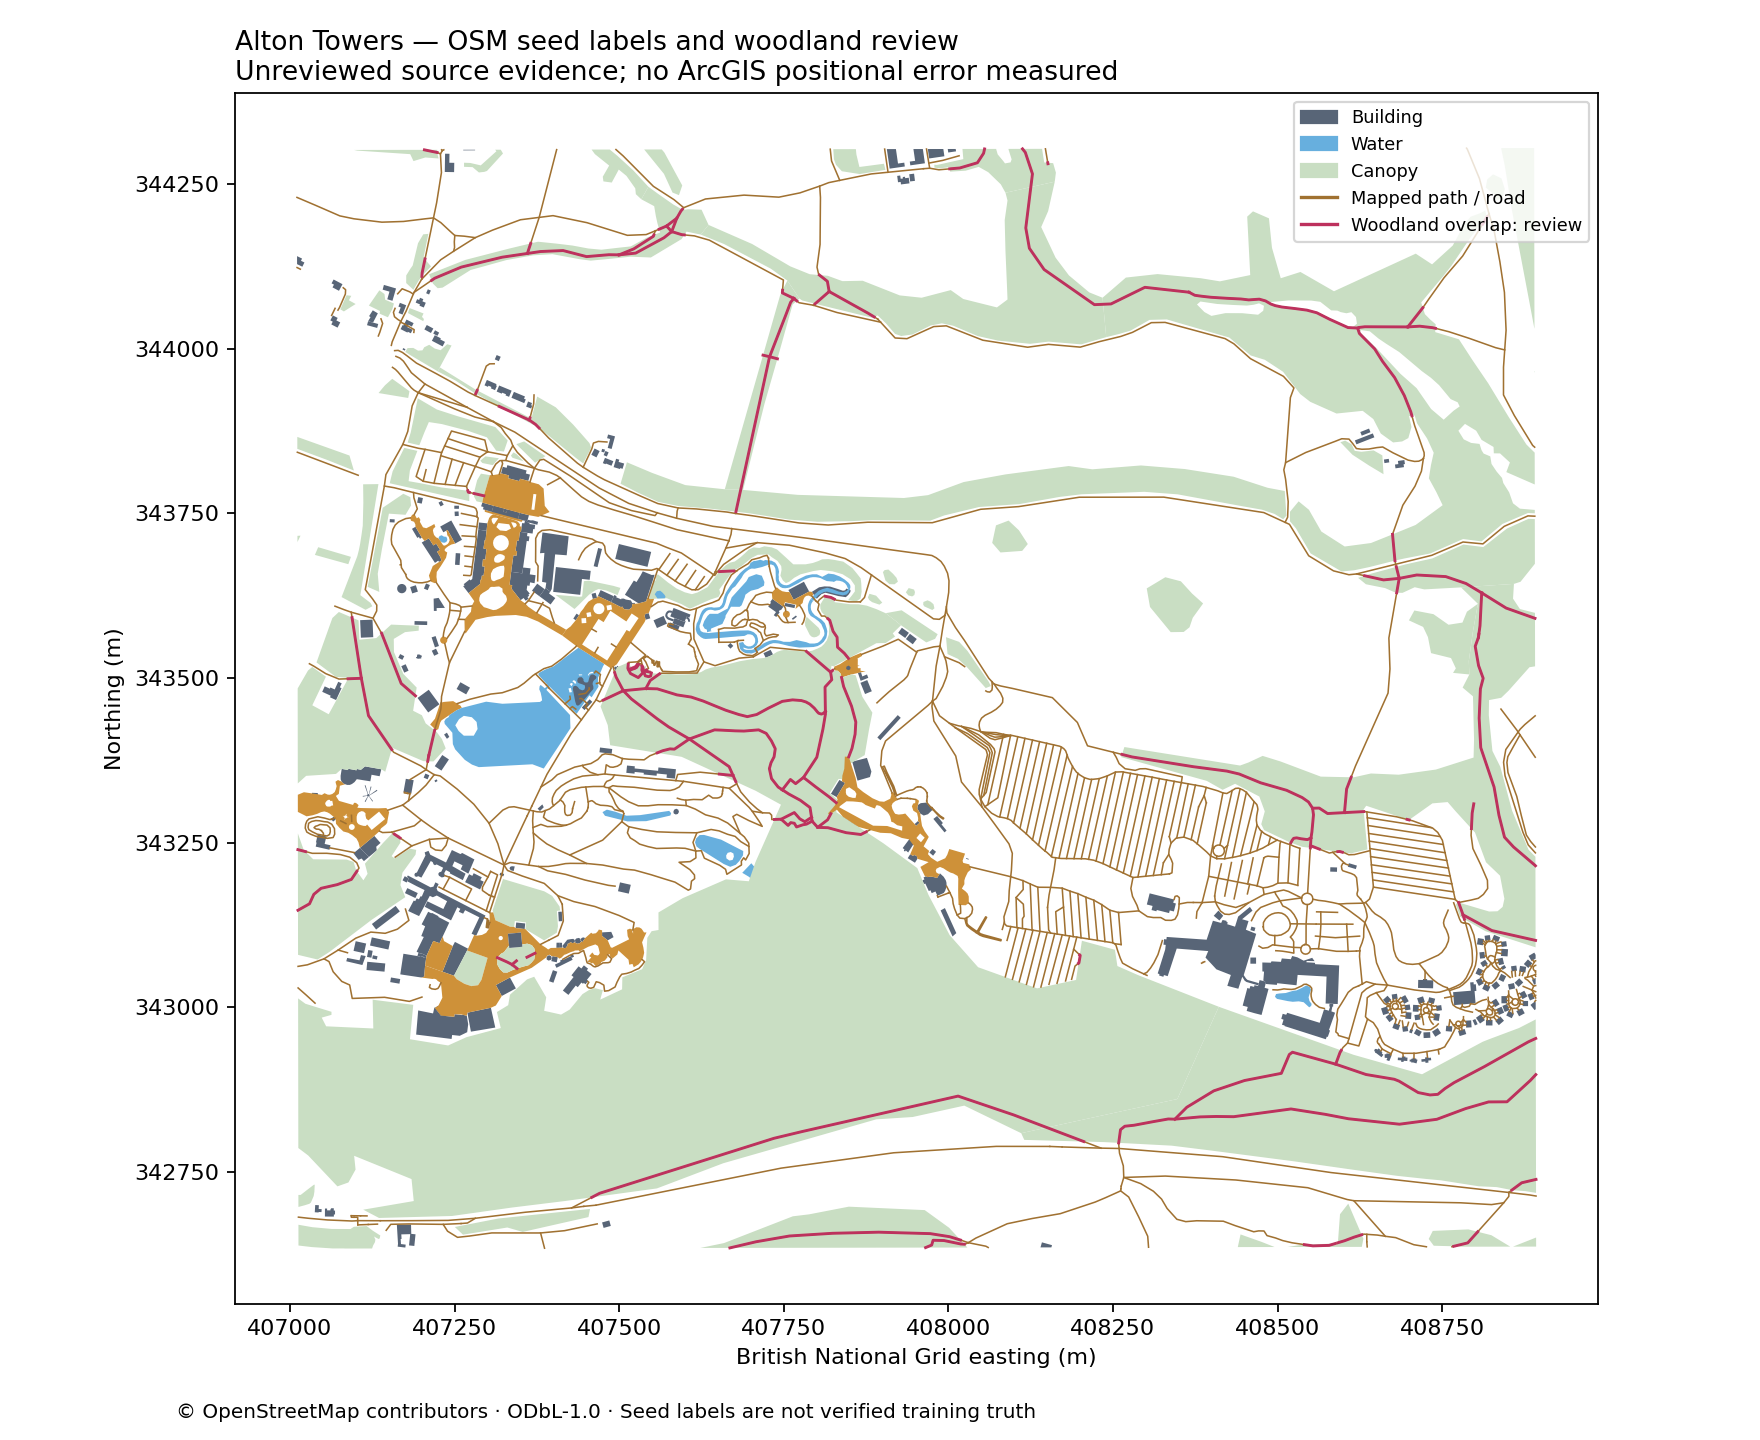 Alton Towers — OSM seed labels and woodland review
Unreviewed source evidence; no ArcGIS positional error measured
Building
Water
Canopy
Mapped path / road
Woodland overlap: review
344250
344000
343750
343500
343250
343000
342750
Northing (m)
407000 407250 407500 407750 408000 408250 408500 408750
British National Grid easting (m)
© OpenStreetMap contributors · ODbL-1.0 · Seed labels are not verified training truth